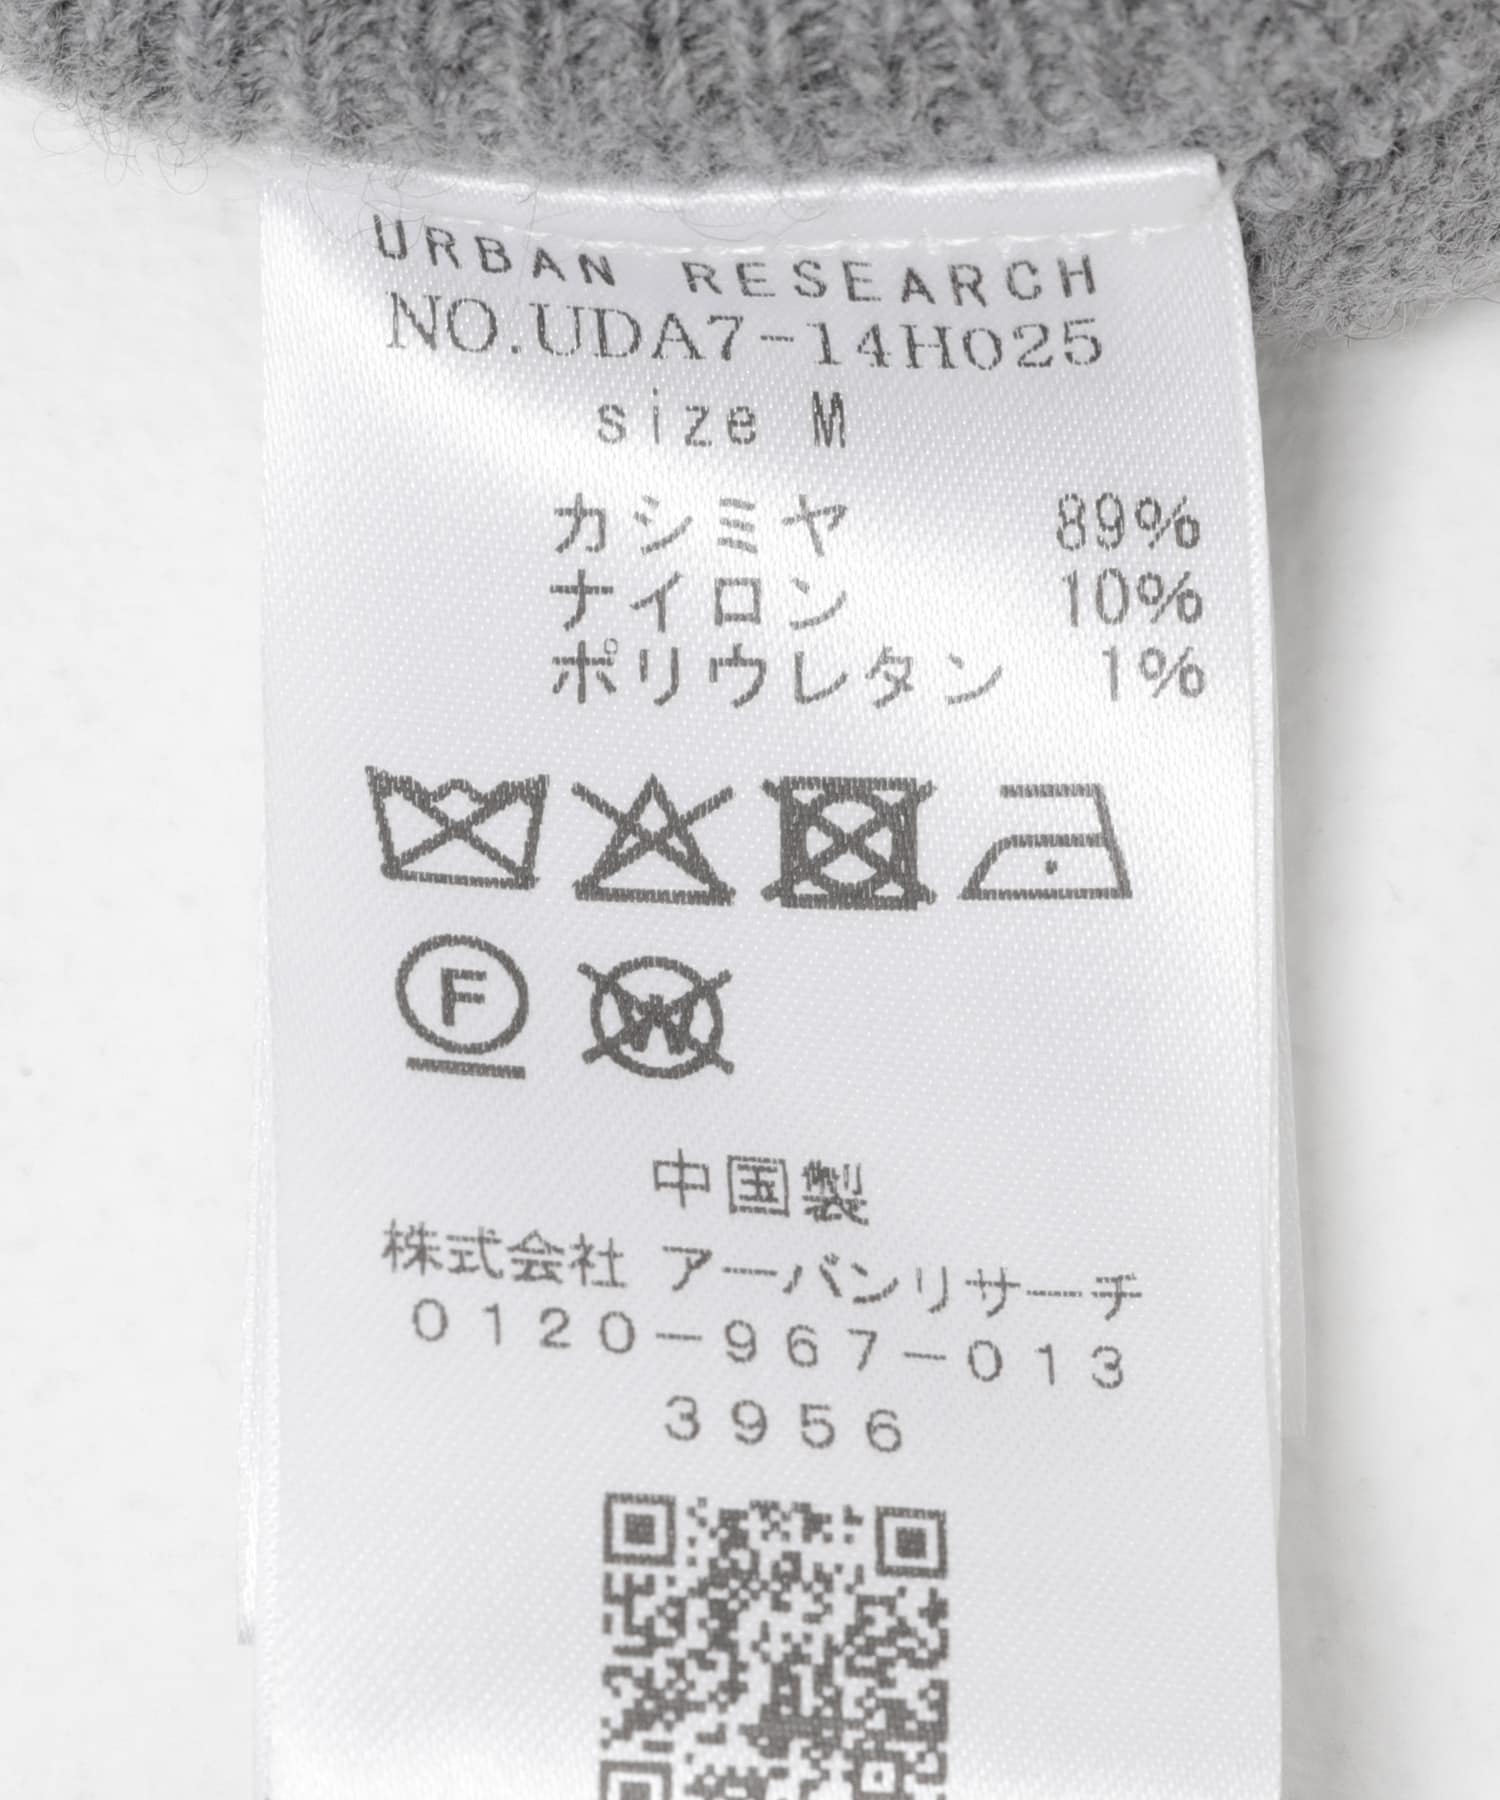 URBAN RESEARCH
NO.UDA7-14H025
size M
カシミヤ 89%
ナイロン 10%
ポリウレタン 1%
F
W
中国製
株式会社 アーバンリサーチ
0120-967-013
3956